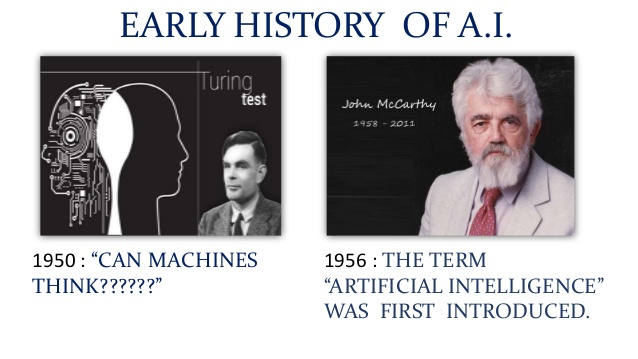 EARLY HISTORY OF A.I.
Turing
test
John McCarthy
1958 - 2011
1950 : “CAN MACHINES
THINK??????”
1956 : THE TERM
“ARTIFICIAL INTELLIGENCE”
WAS FIRST INTRODUCED.